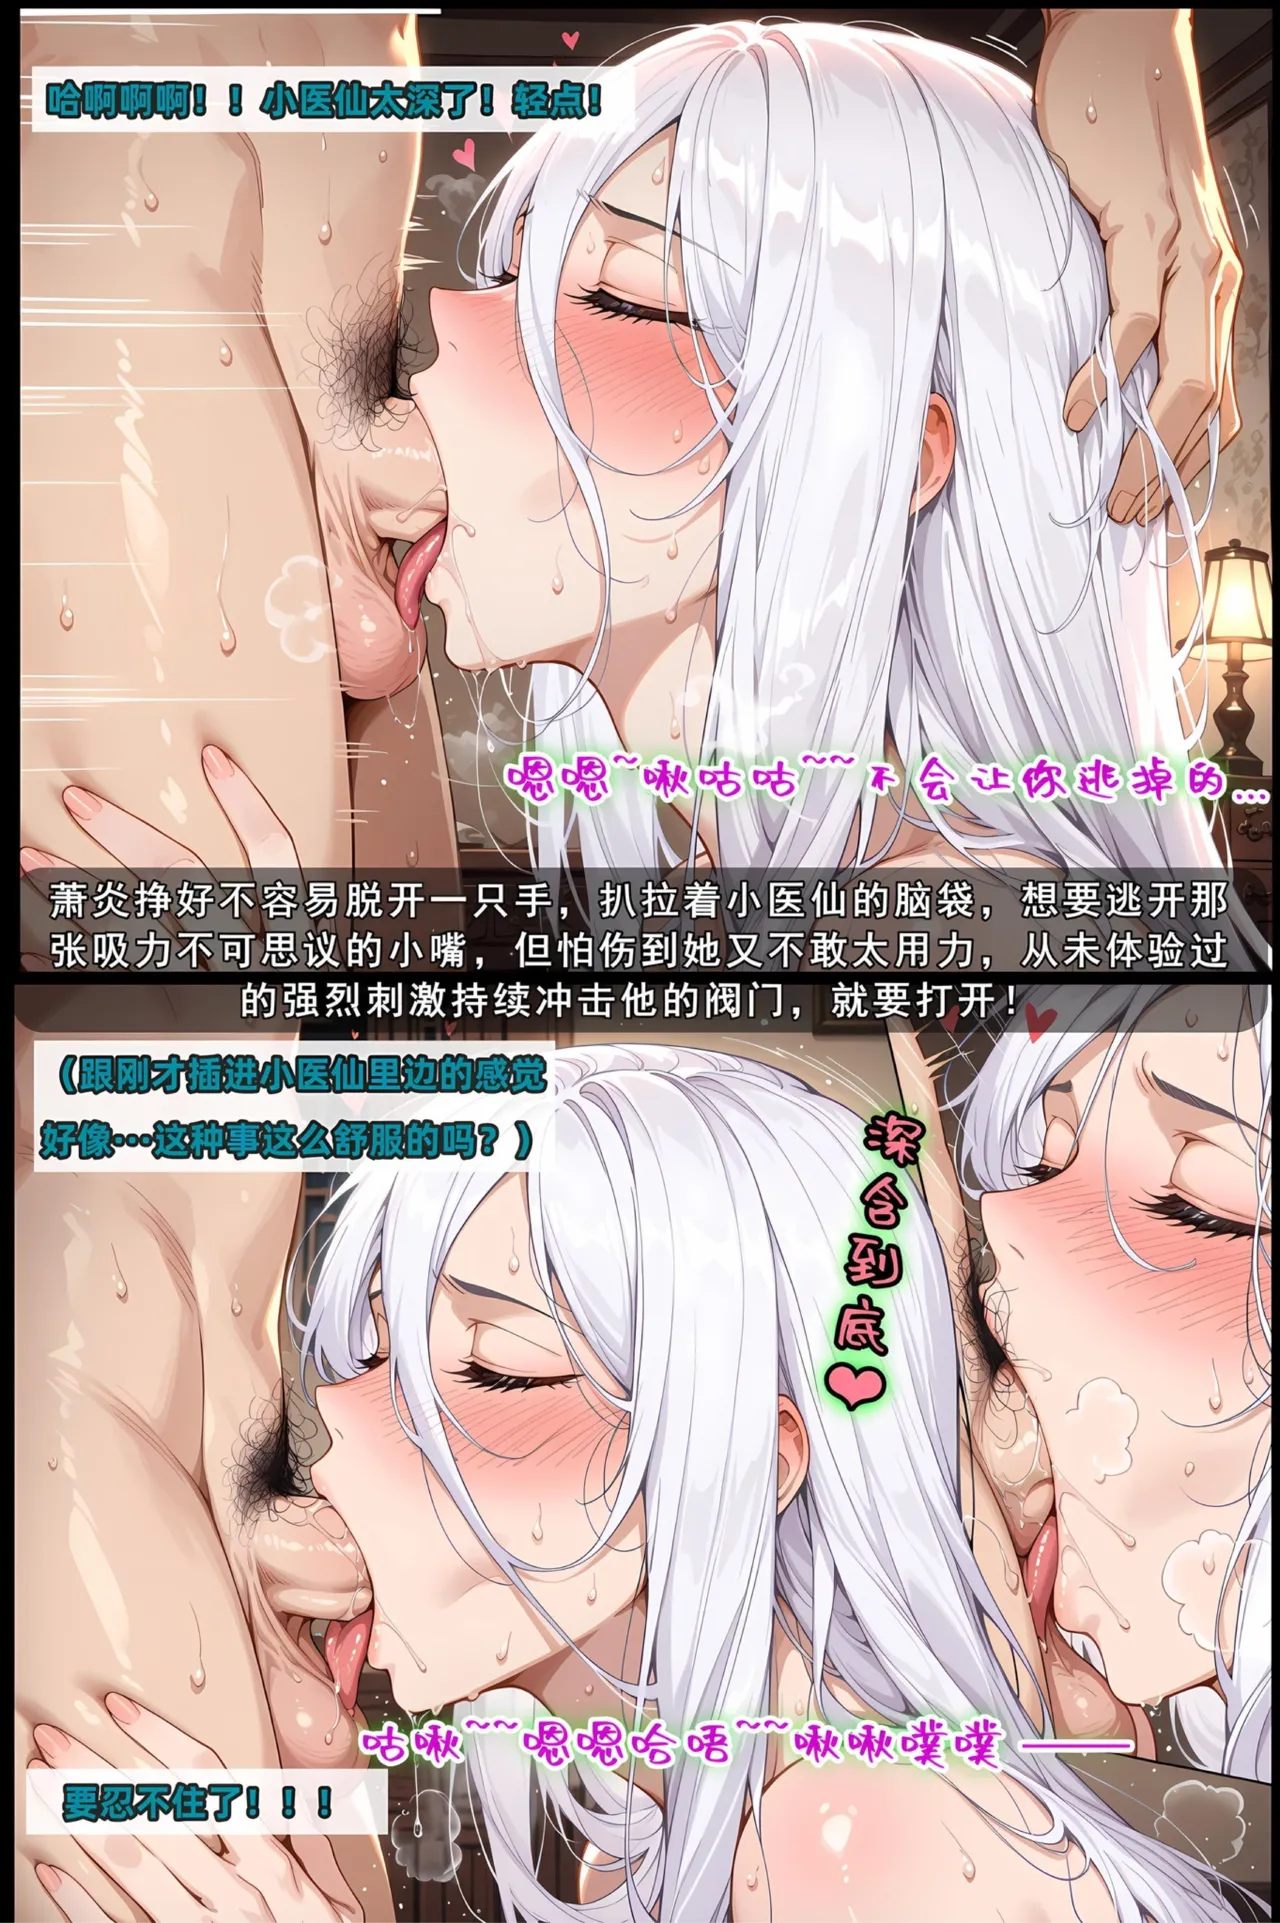 哈啊啊啊！！小医仙太深了！轻点！
嗯嗯~啾咕咕~~不会让你逃掉的...
萧炎挣好不容易脱开一只手，扒拉着小医仙的脑袋，想要逃开那
张吸力不可思议的小嘴，但怕伤到她又不敢太用力，从未体验过
的强烈刺激持续冲击他的阀门，就要打开！
（跟刚才插进小医仙里边的感觉
好像…这种事这么舒服的吗？）
深含到底❤
咕啾~~嗯嗯哈唔~~啾啾噗噗——
要忍不住了！！！